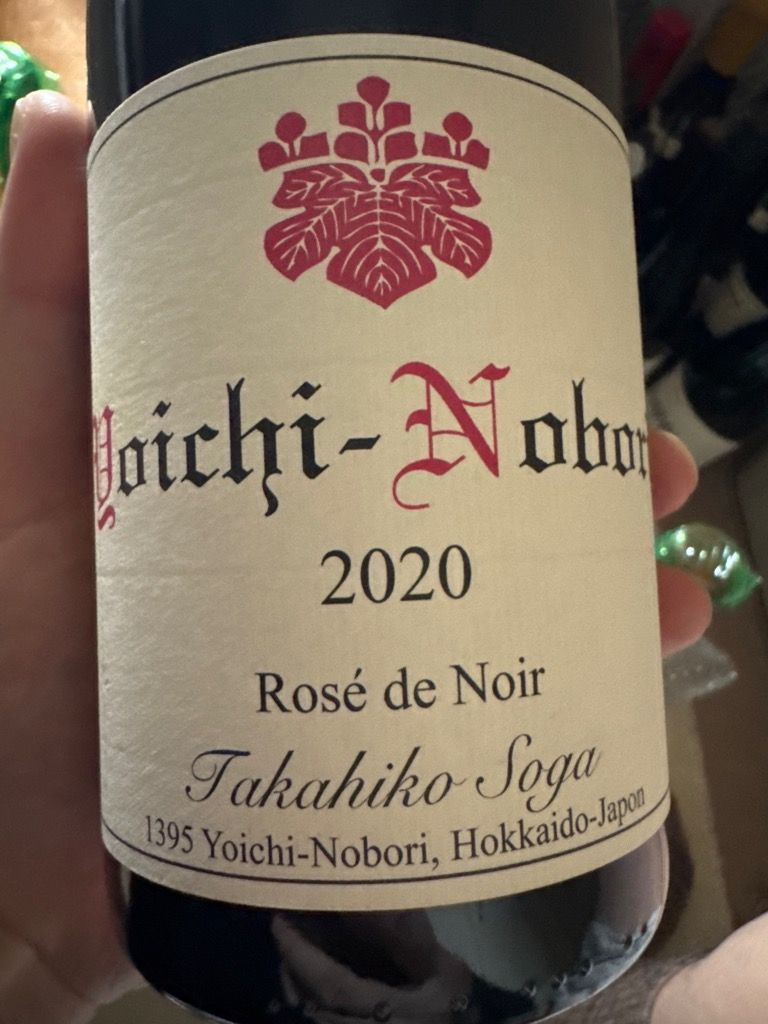 Yoichi-Nobor
2020
Rosé de Noir
Takahiko Soga
1395 Yoichi-Nobori, Hokkaido-Japon